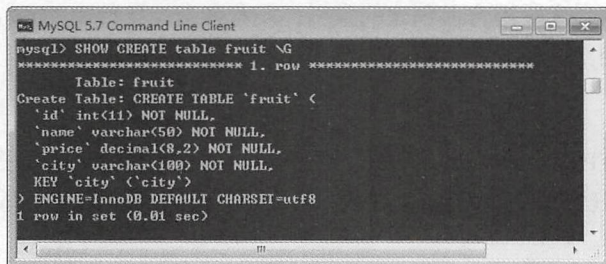 MySQL 5.7 Command Line Client
mysql> SHOW CREATE table fruit \G
*************************** 1. row ***************************
Table: fruit
Create Table: CREATE TABLE `fruit` (
`id` int(11) NOT NULL,
`name` varchar(50) NOT NULL,
`price` decimal(8,2) NOT NULL,
`city` varchar(100) NOT NULL,
KEY `city` (`city`)
) ENGINE=InnoDB DEFAULT CHARSET=utf8
1 row in set (0.01 sec)